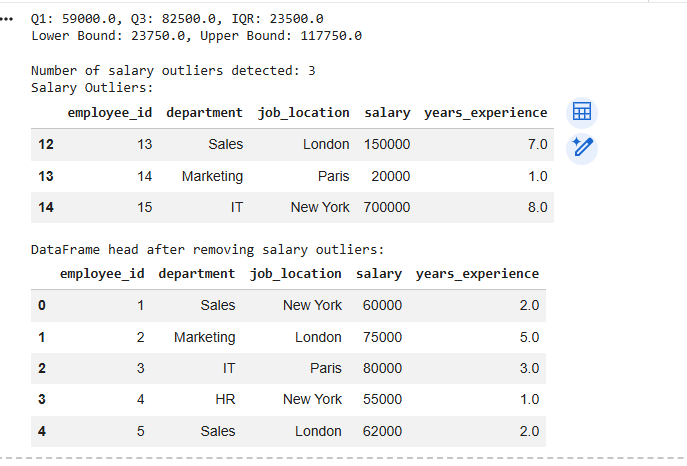 Q1: 59000.0, Q3: 82500.0, IQR: 23500.0
Lower Bound: 23750.0, Upper Bound: 117750.0
Number of salary outliers detected: 3
Salary Outliers:
employee_id department job_location salary years_experience
12 13 Sales London 150000 7.0
13 14 Marketing Paris 20000 1.0
14 15 IT New York 700000 8.0
DataFrame head after removing salary outliers:
employee_id department job_location salary years_experience
0 1 Sales New York 60000 2.0
1 2 Marketing London 75000 5.0
2 3 IT Paris 80000 3.0
3 4 HR New York 55000 1.0
4 5 Sales London 62000 2.0